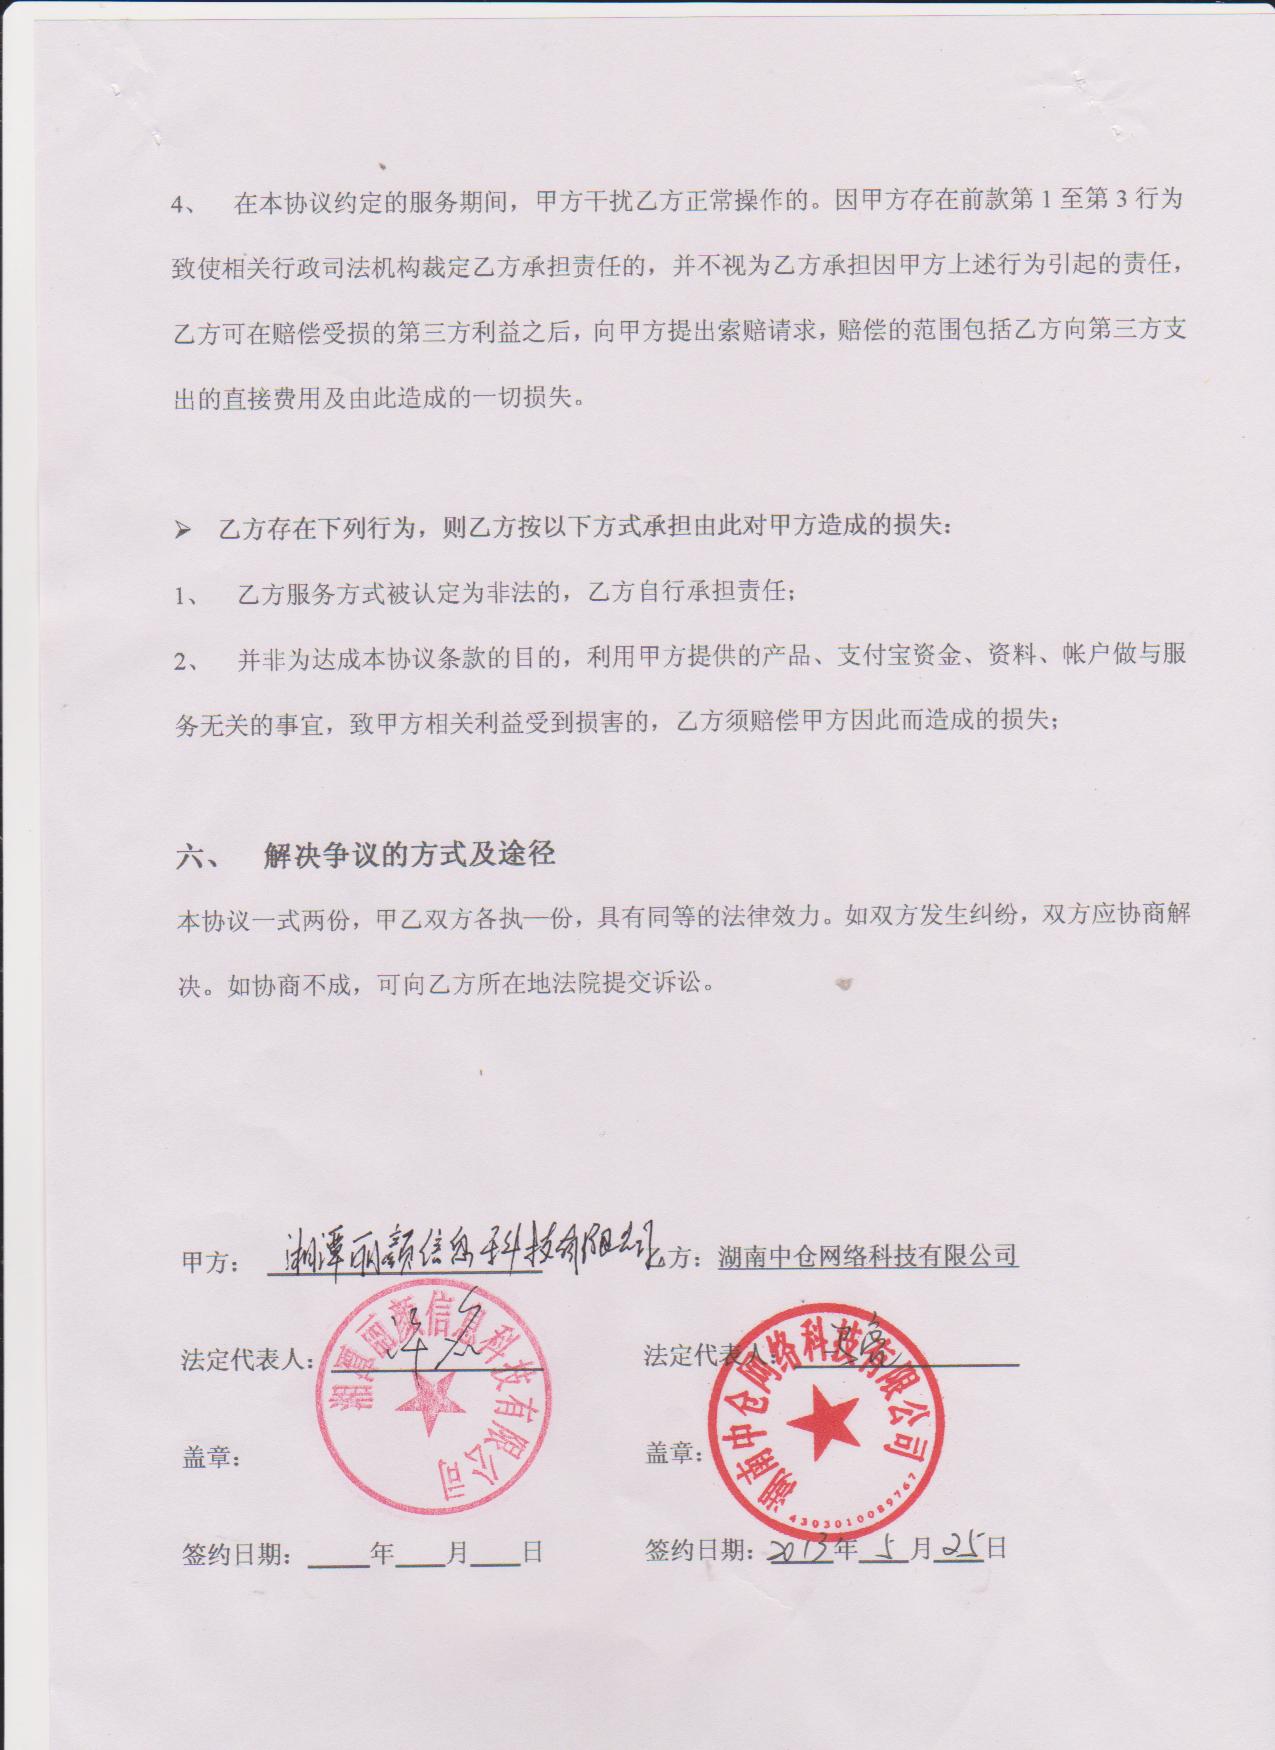 4、 在本协议约定的服务期间，甲方干扰乙方正常操作的。因甲方存在前款第1至第3行为
致使相关行政司法机构裁定乙方承担责任的，并不视为乙方承担因甲方上述行为引起的责任，
乙方可在赔偿受损的第三方利益之后，向甲方提出索赔请求，赔偿的范围包括乙方向第三方支
出的直接费用及由此造成的一切损失。
➢ 乙方存在下列行为，则乙方按以下方式承担由此对甲方造成的损失：
1、 乙方服务方式被认定为非法的，乙方自行承担责任；
2、 并非为达成本协议条款的目的，利用甲方提供的产品、支付宝资金、资料、帐户做与服
务无关的事宜，致甲方相关利益受到损害的，乙方须赔偿甲方因此而造成的损失；
六、 解决争议的方式及途径
本协议一式两份，甲乙双方各执一份，具有同等的法律效力。如双方发生纠纷，双方应协商解
决。如协商不成，可向乙方所在地法院提交诉讼。
甲方：湘潭丽颜信息科技有限公司 乙方：湖南中仓网络科技有限公司
湘潭丽颜信息科技有限公司
湖南中仓网络科技有限公司
4303010089767
法定代表人： 法定代表人：
盖章： 盖章：
签约日期： 年 月 日 签约日期：2013年5月25日